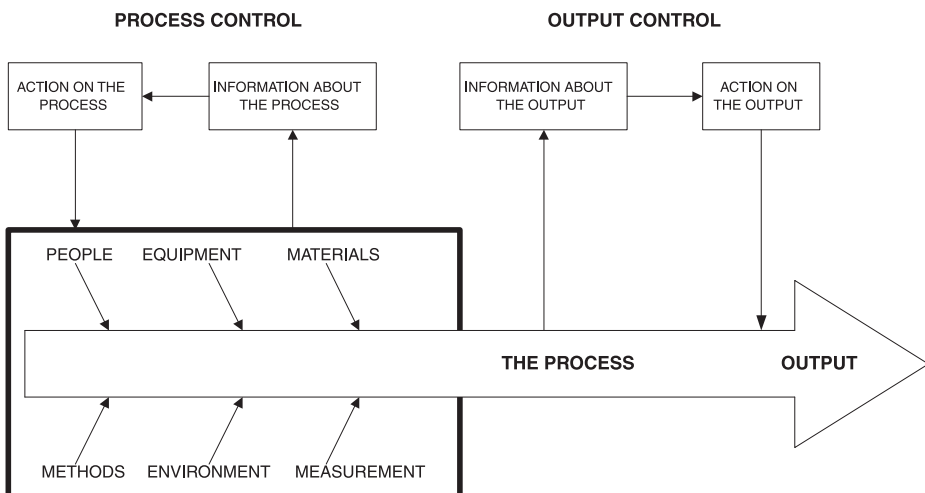 PROCESS CONTROL
OUTPUT CONTROL
ACTION ON THE
PROCESS
INFORMATION ABOUT
THE PROCESS
INFORMATION ABOUT
THE OUTPUT
ACTION ON
THE OUTPUT
PEOPLE
EQUIPMENT
MATERIALS
THE PROCESS
OUTPUT
METHODS
ENVIRONMENT
MEASUREMENT